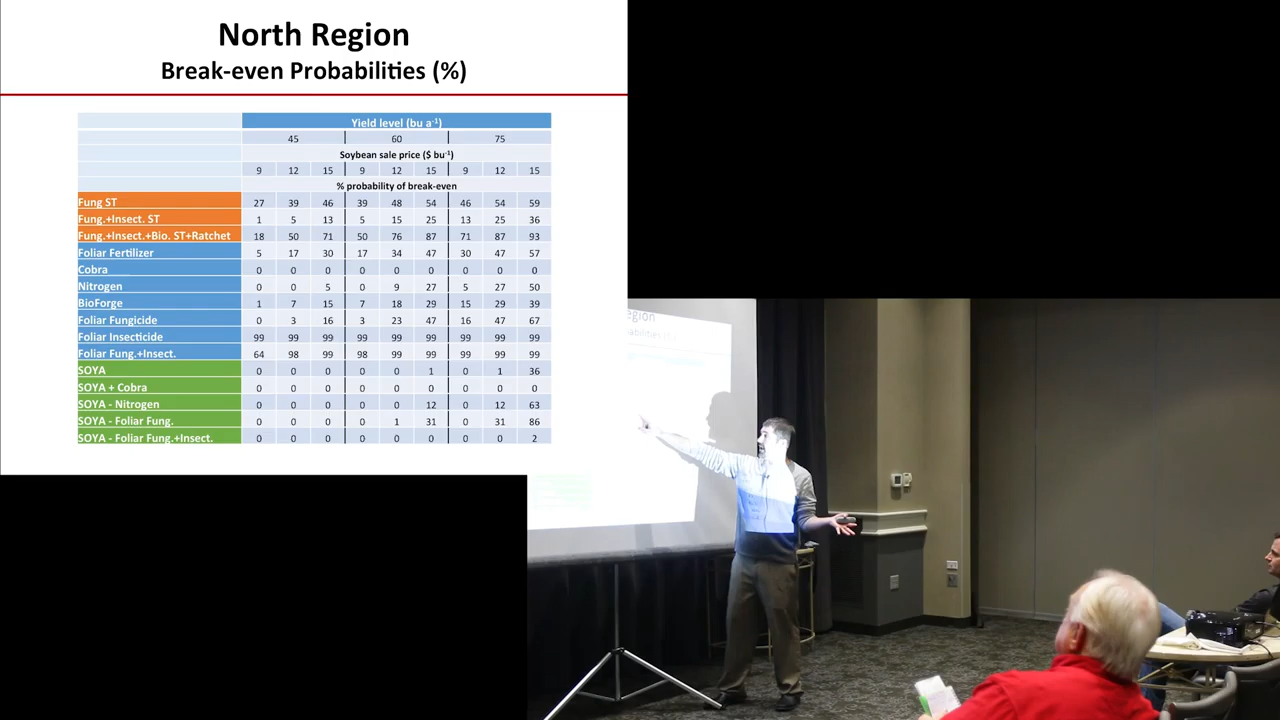 North Region
Break-even Probabilities (%)
Yield level (bu a-1)
45 60 75
Soybean sale price ($ bu-1)
9 12 15 9 12 15 9 12 15
% probability of break-even
Fung ST 27 39 46 39 48 54 46 54 59
Fung.+Insect. ST 1 5 13 5 15 25 13 25 36
Fung.+Insect.+Bio. ST+Ratchet 18 50 71 50 76 87 71 87 93
Foliar Fertilizer 5 17 30 17 34 47 30 47 57
Cobra 0 0 0 0 0 0 0 0 0
Nitrogen 0 0 5 0 9 27 5 27 50
BioForge 1 7 15 7 18 29 15 29 39
Foliar Fungicide 0 3 16 3 23 47 16 47 67
Foliar Insecticide 99 99 99 99 99 99 99 99 99
Foliar Fung.+Insect. 64 98 99 98 99 99 99 99 99
SOYA 0 0 0 0 0 1 0 1 36
SOYA + Cobra 0 0 0 0 0 0 0 0 0
SOYA - Nitrogen 0 0 0 0 0 12 0 12 63
SOYA - Foliar Fung. 0 0 0 0 1 31 0 31 86
SOYA - Foliar Fung.+Insect. 0 0 0 0 0 0 0 0 2
egion